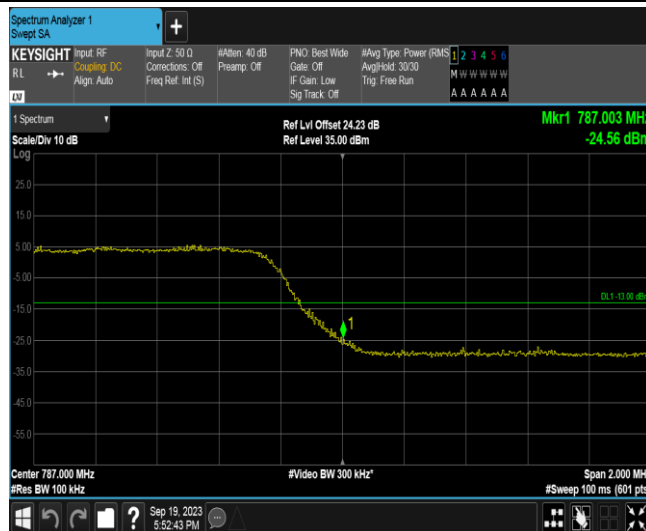 Spectrum Analyzer 1
Swept SA
KEYSIGHT
RL
Input: RF
Coupling: DC
Align: Auto
Input Z: 50 Ω
Corrections: Off
Freq Ref: Int (S)
#Atten: 40 dB
Preamp: Off
PNO: Best Wide
Gate: Off
IF Gain: Low
Sig Track: Off
#Avg Type: Power (RMS
Avg|Hold: 30/30
Trig: Free Run
1 2 3 4 5 6
M W W W W W
A A A A A A
1 Spectrum
Scale/Div 10 dB
Ref Lvl Offset 24.23 dB
Ref Level 35.00 dBm
Mkr1 787.003 MHz
-24.56 dBm
Log
25.0
15.0
5.00
-5.00
-15.0
-25.0
-35.0
-45.0
-55.0
DL1 -13.00 dBm
1
Center 787.000 MHz
#Res BW 100 kHz
#Video BW 300 kHz*
Span 2.000 MH
#Sweep 100 ms (601 pts
?
Sep 19, 2023
5:52:43 PM